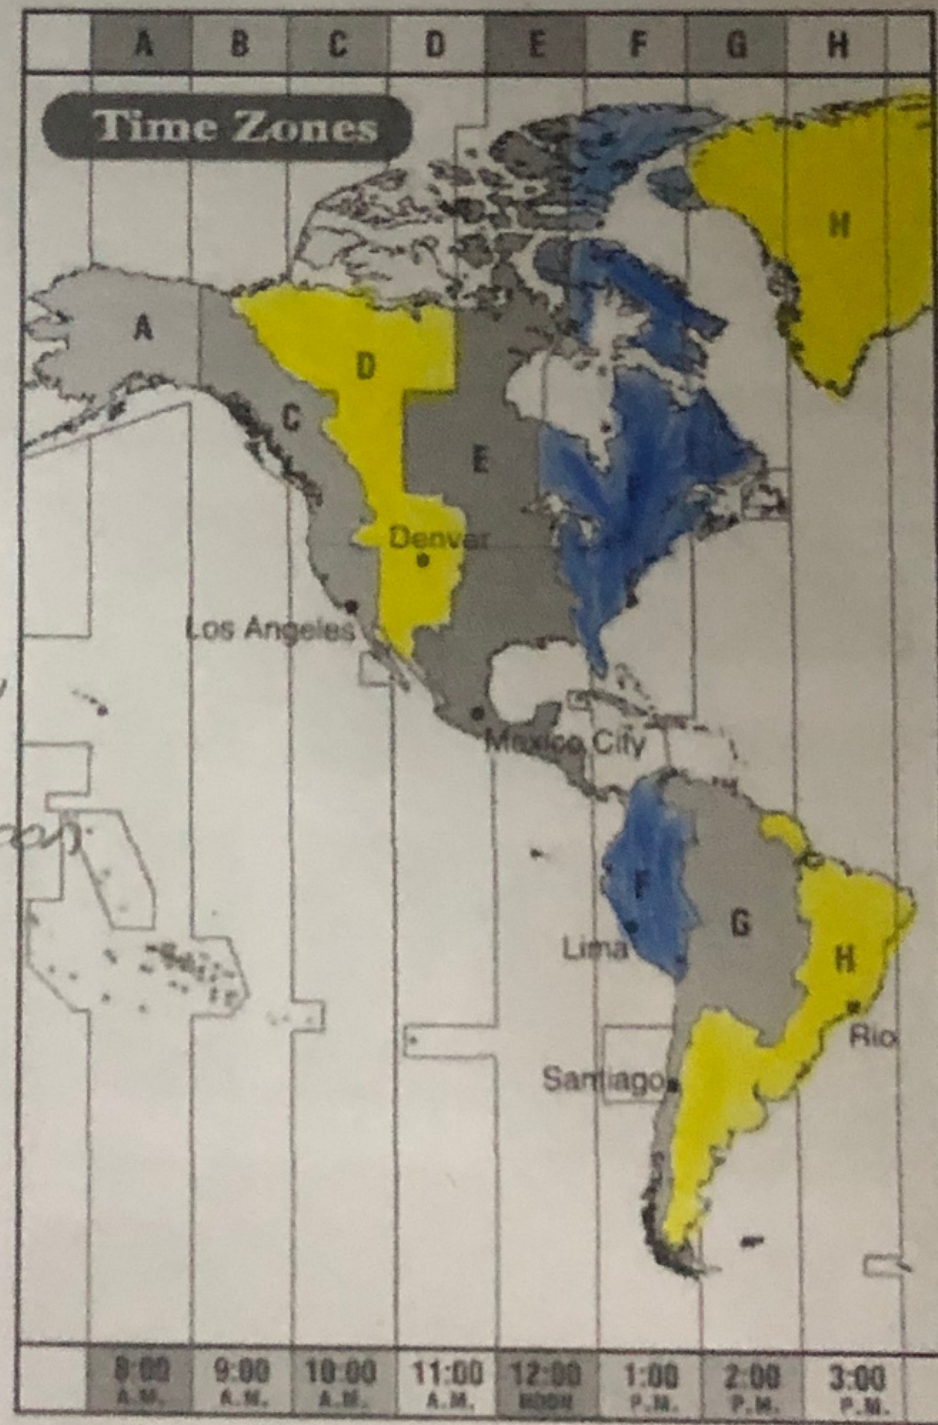 A B C D E F G H
Time Zones
H
A
D
C
E
Denver
Los Angeles
Mexico City
F
G
Lima
H
Rio
Santiago
8:00 9:00 10:00 11:00 12:00 1:00 2:00 3:00
A.M. A.M. A.M. A.M. NOON P.M. P.M. P.M.